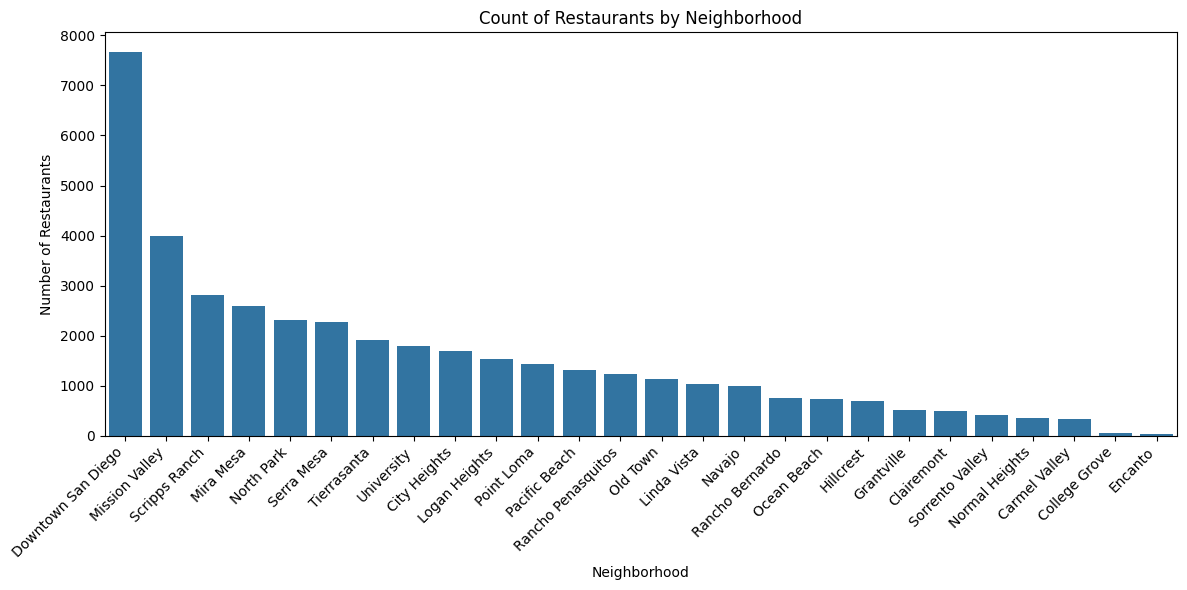 Count of Restaurants by Neighborhood
Number of Restaurants
8000
7000
6000
5000
4000
3000
2000
1000
0
Downtown San Diego
Mission Valley
Scripps Ranch
Mira Mesa
North Park
Serra Mesa
Tierrasanta
University
City Heights
Logan Heights
Point Loma
Pacific Beach
Rancho Penasquitos
Old Town
Linda Vista
Navajo
Rancho Bernardo
Ocean Beach
Hillcrest
Grantville
Clairemont
Sorrento Valley
Normal Heights
Carmel Valley
College Grove
Encanto
Neighborhood